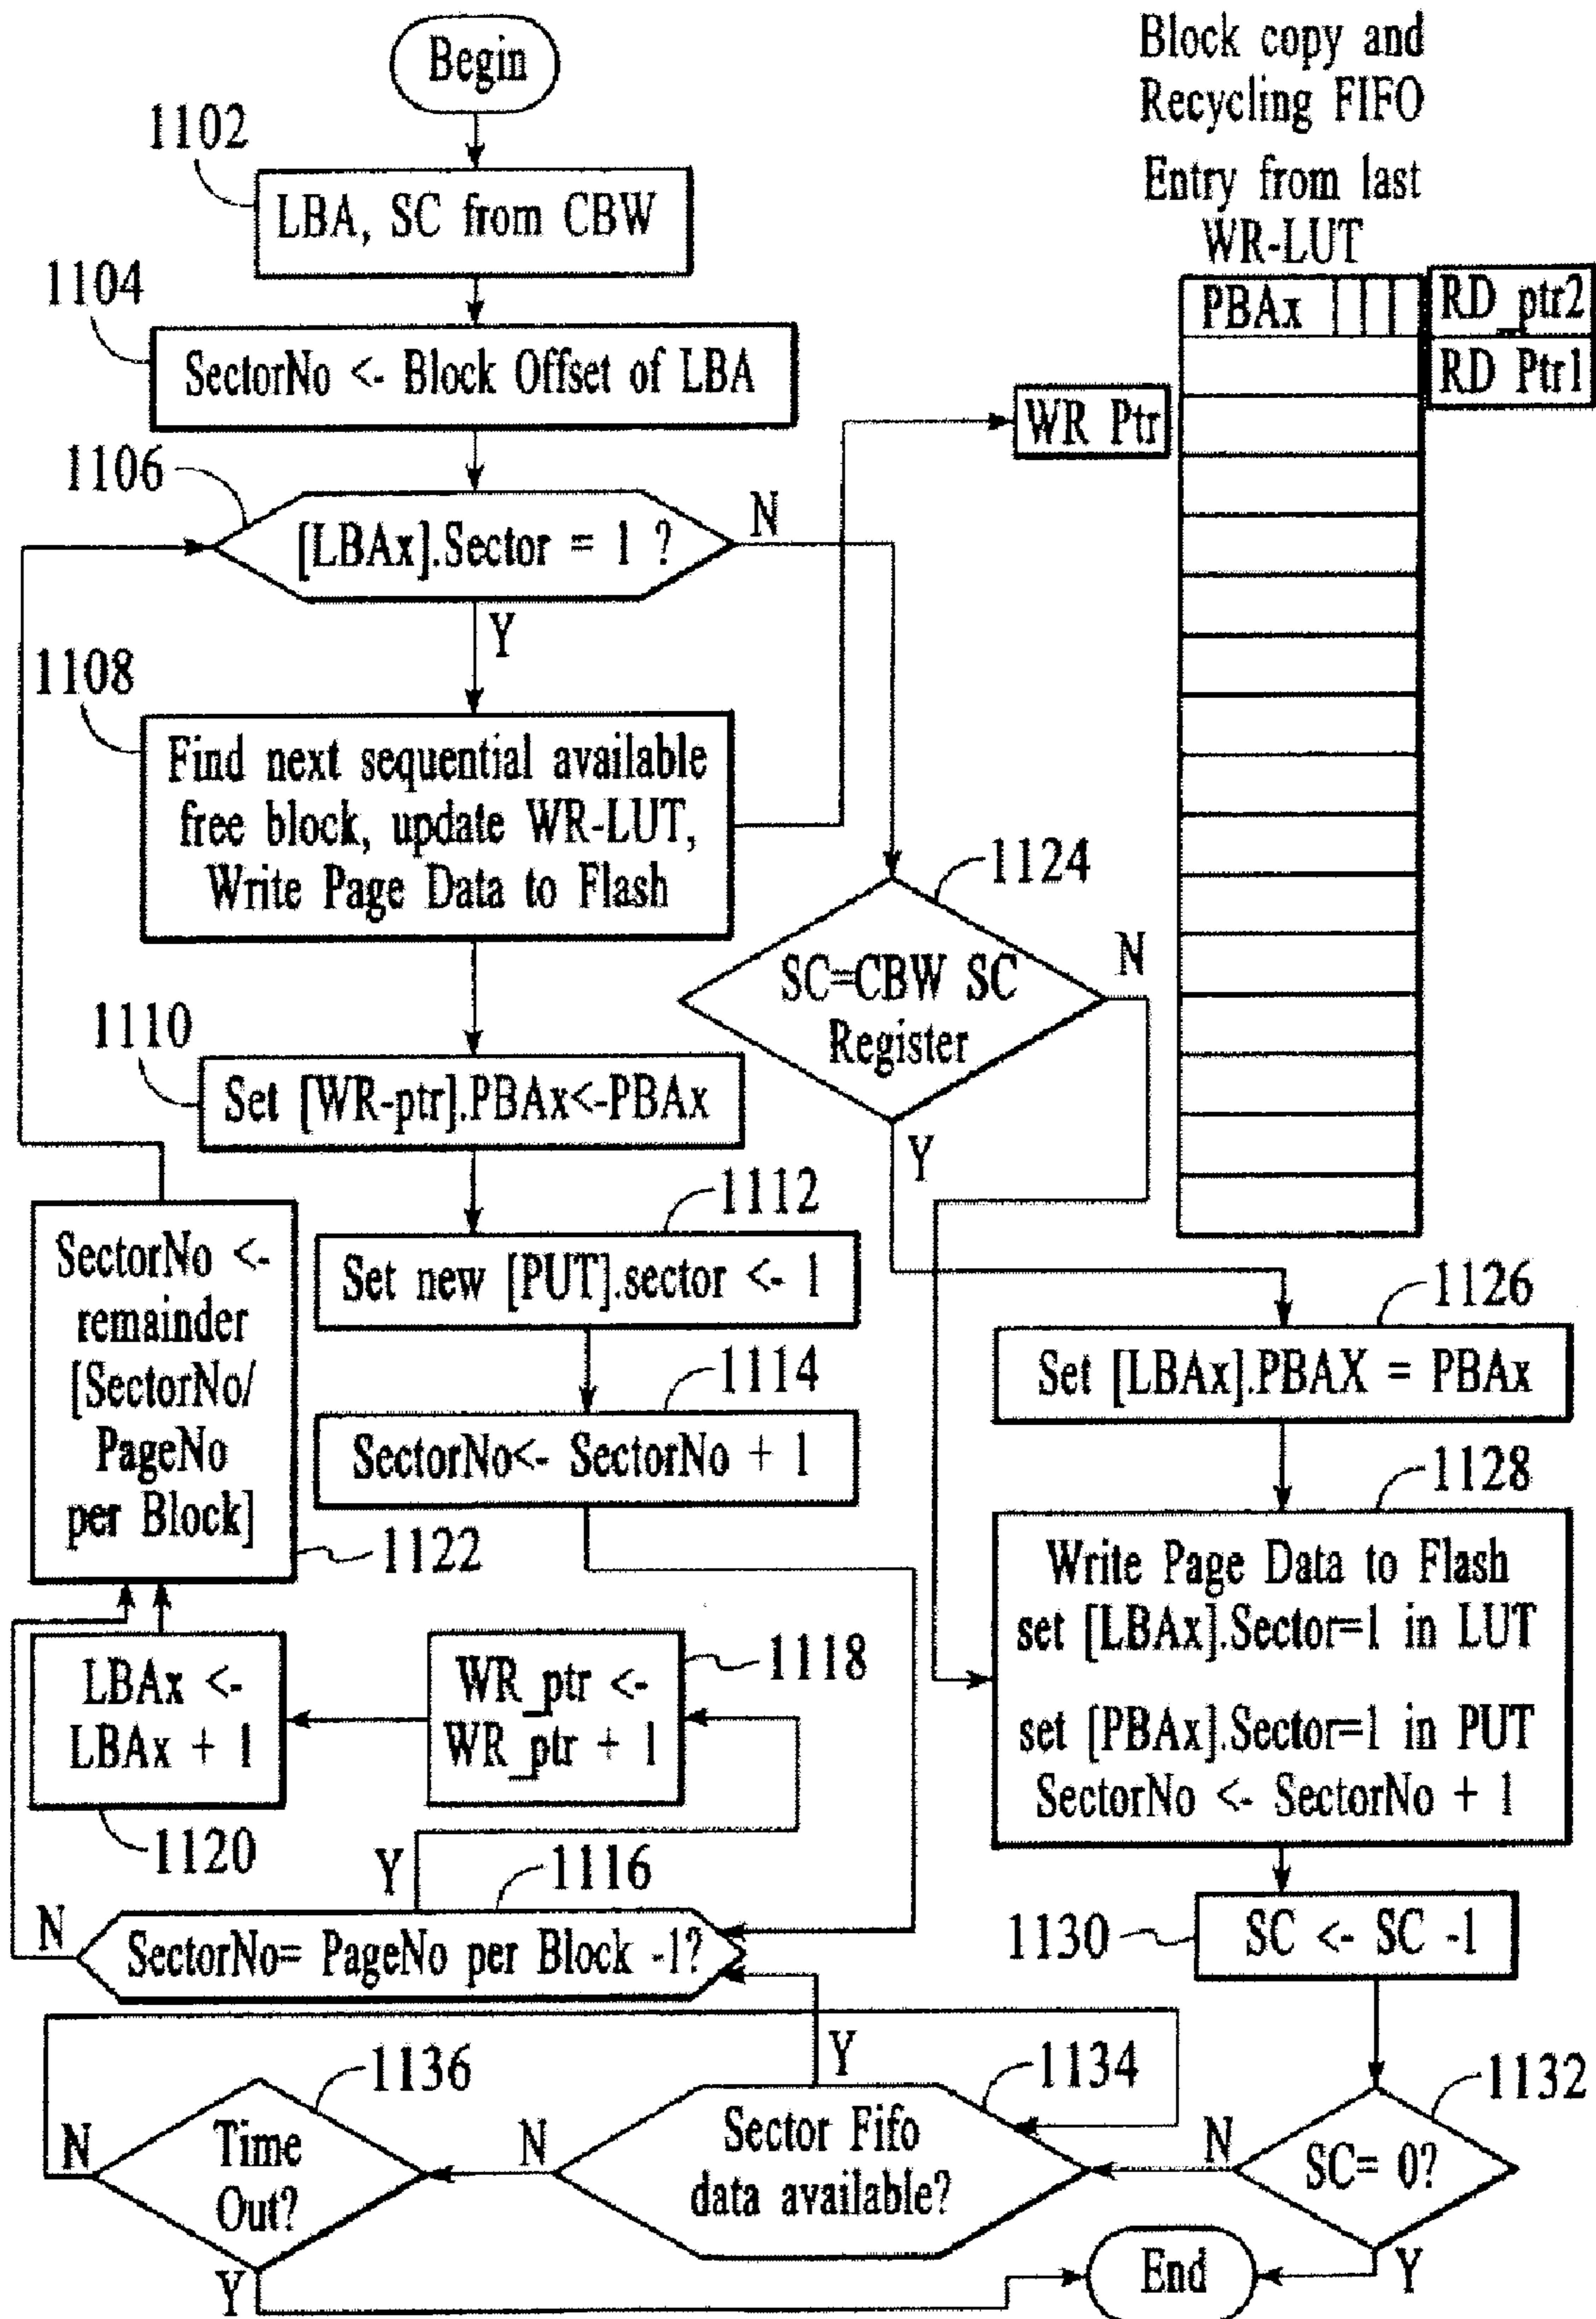 Begin
1102
LBA, SC from CBW
1104
SectorNo <- Block Offset of LBA
1106
[LBAx].Sector = 1 ?
N
Y
1108
Find next sequential available
free block, update WR-LUT,
Write Page Data to Flash
1110
Set [WR-ptr].PBAx<-PBAx
1112
Set new [PUT].sector <- 1
1114
SectorNo<- SectorNo + 1
SectorNo <-
remainder
[SectorNo/
PageNo
per Block]
1122
LBAx <-
LBAx + 1
1120
WR_ptr <-
WR_ptr + 1
1118
Y
1116
N
SectorNo= PageNo per Block -1?
Block copy and
Recycling FIFO
Entry from last
WR-LUT
PBAx
RD_ptr2
RD Ptr1
WR Ptr
1124
SC=CBW SC
Register
N
Y
1126
Set [LBAx].PBAX = PBAx
1128
Write Page Data to Flash
set [LBAx].Sector=1 in LUT
set [PBAx].Sector=1 in PUT
SectorNo <- SectorNo + 1
1130
SC <- SC -1
1132
SC= 0?
N
Y
1134
Sector Fifo
data available?
Y
N
1136
Time
Out?
N
Y
End